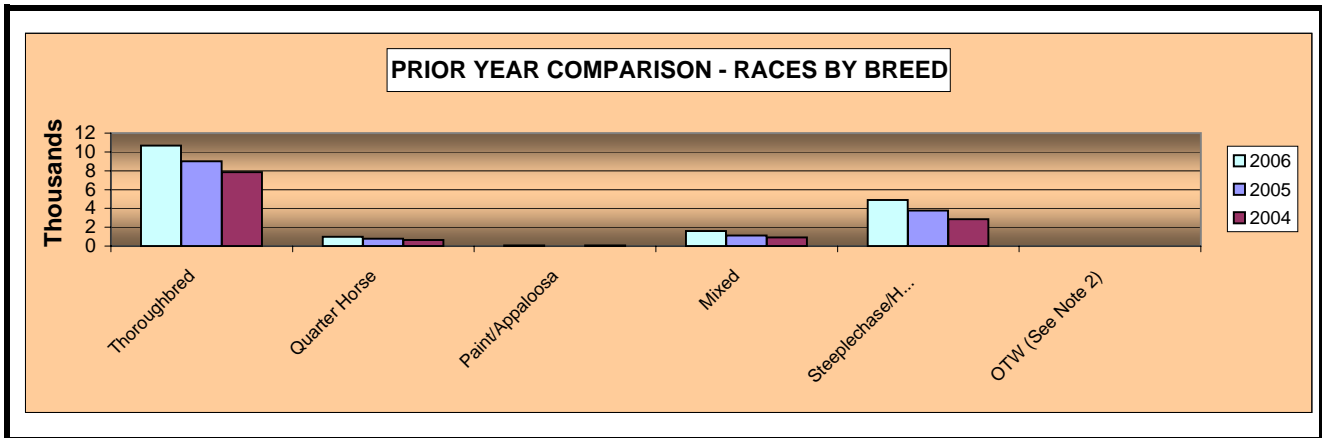 PRIOR YEAR COMPARISON - RACES BY BREED
Thousands
12
10
8
6
4
2
0
Thoroughbred
Quarter Horse
Paint/Appaloosa
Mixed
Steeplechase/H...
OTW (See Note 2)
2006
2005
2004